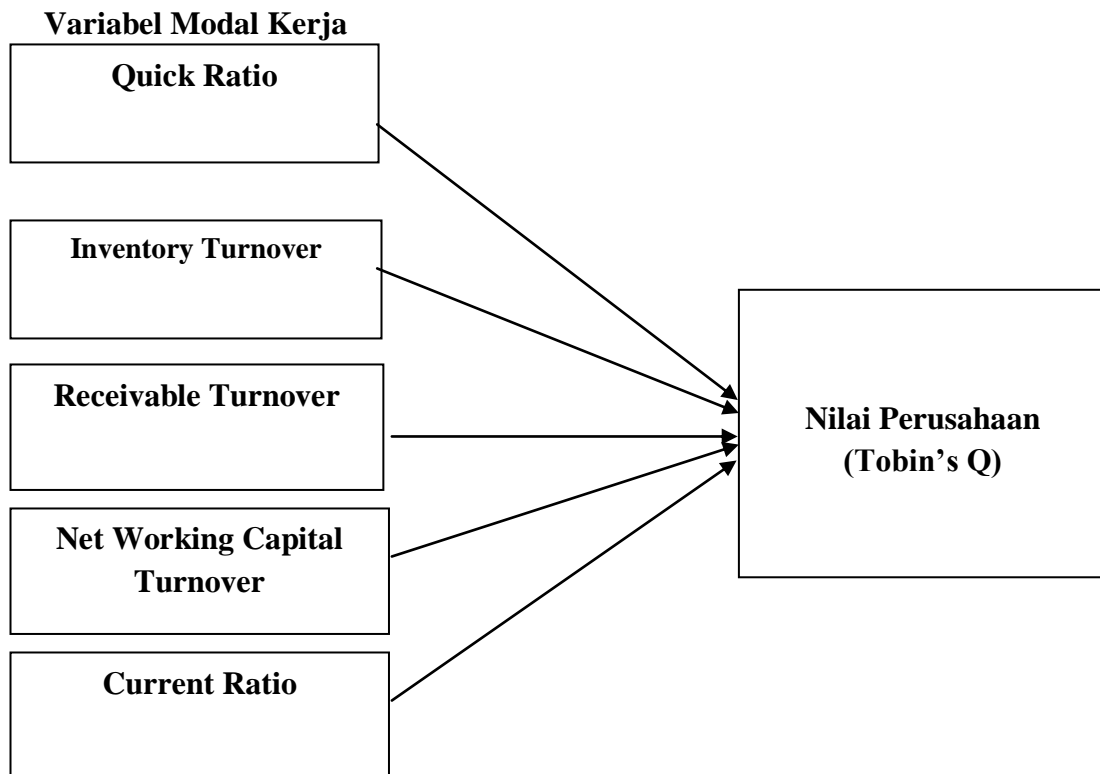 Variabel Modal Kerja
Quick Ratio
Inventory Turnover
Receivable Turnover
Nilai Perusahaan
(Tobin’s Q)
Net Working Capital
Turnover
Current Ratio